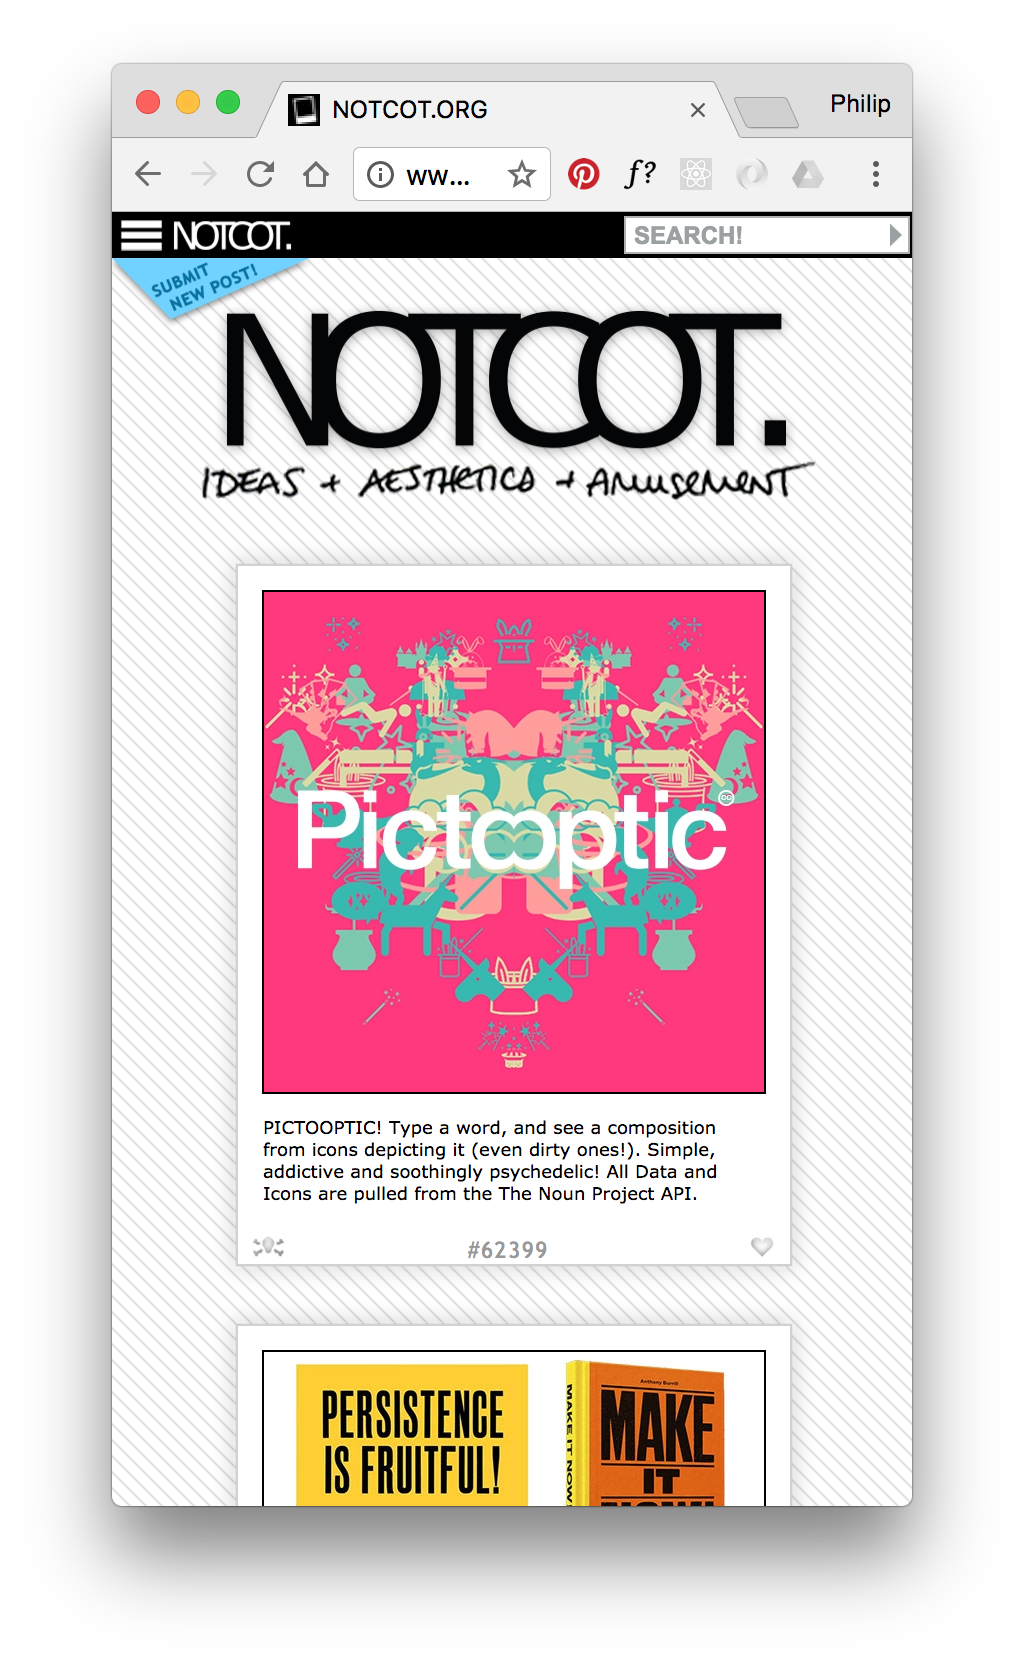 NOTCOT.ORG
Philip
ww...
f?
NOTCOT.
SEARCH!
SUBMIT
NEW POST!
NOTCOT.
IDEAS + AESTHETICS + AMUSEMENT
Pictooptic
cc
PICTOOPTIC! Type a word, and see a composition
from icons depicting it (even dirty ones!). Simple,
addictive and soothingly psychedelic! All Data and
Icons are pulled from the The Noun Project API.
#62399
PERSISTENCE
IS FRUITFUL!
MAKE IT NOW!
Anthony Burrill
MAKE
IT
NOW!